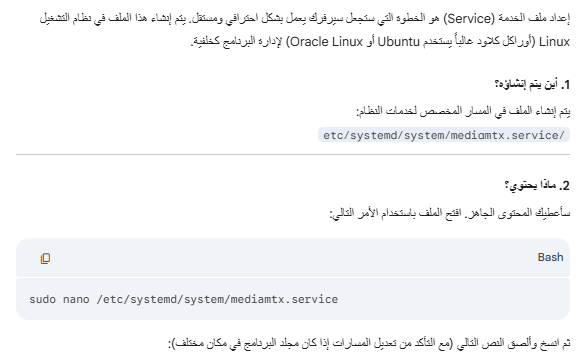 إعداد ملف الخدمة (Service) هو الخطوة التي ستجعل سيرفرك يعمل بشكل احترافي ومستقل. يتم إنشاء هذا الملف في نظام التشغيل
Linux (أوراكل كلاود غالباً يستخدم Ubuntu أو Oracle Linux) لإدارة البرنامج كخلفية.
1. أين يتم إنشاؤه؟
يتم إنشاء الملف في المسار المخصص لخدمات النظام:
etc/systemd/system/mediamtx.service/
2. ماذا يحتوي؟
سأعطيك المحتوى الجاهز. افتح الملف باستخدام الأمر التالي:
Bash
sudo nano /etc/systemd/system/mediamtx.service
ثم انسخ وألصق النص التالي (مع التأكد من تعديل المسارات إذا كان مجلد البرنامج في مكان مختلف):